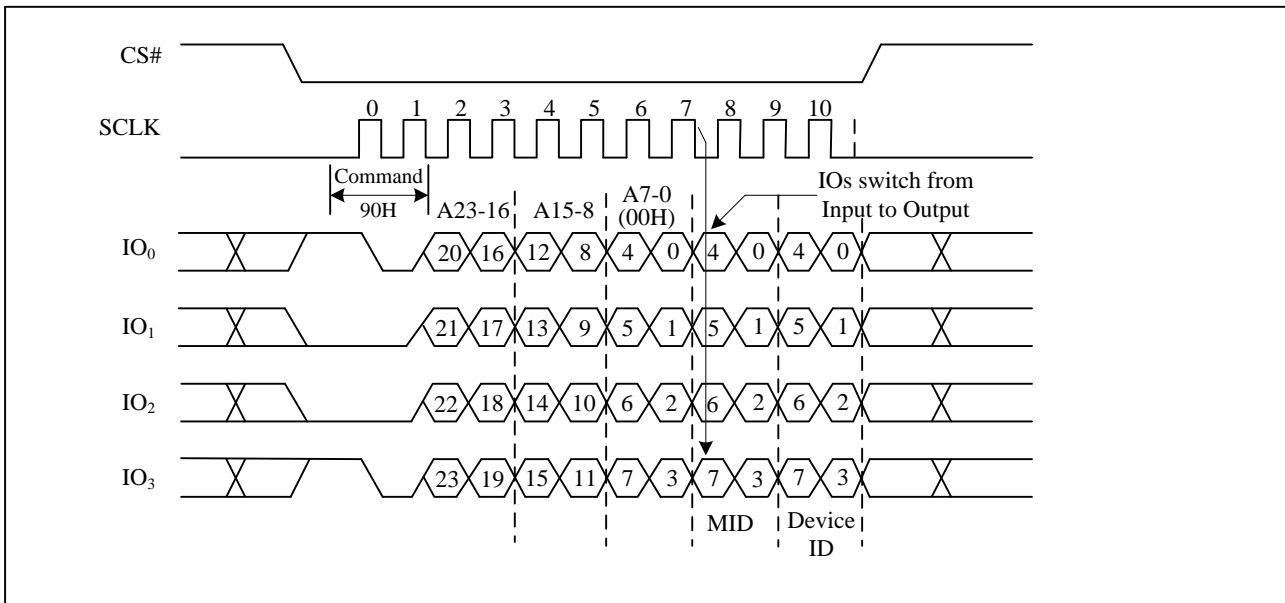 CS#
0 1 2 3 4 5 6 7 8 9 10
SCLK
Command
90H
A23-16 A15-8 A7-0
(00H)
IOs switch from
Input to Output
IO0 20 16 12 8 4 0 4 0 4 0
IO1 21 17 13 9 5 1 5 1 5 1
IO2 22 18 14 10 6 2 6 2 6 2
IO3 23 19 15 11 7 3 7 3 7 3
MID Device
ID